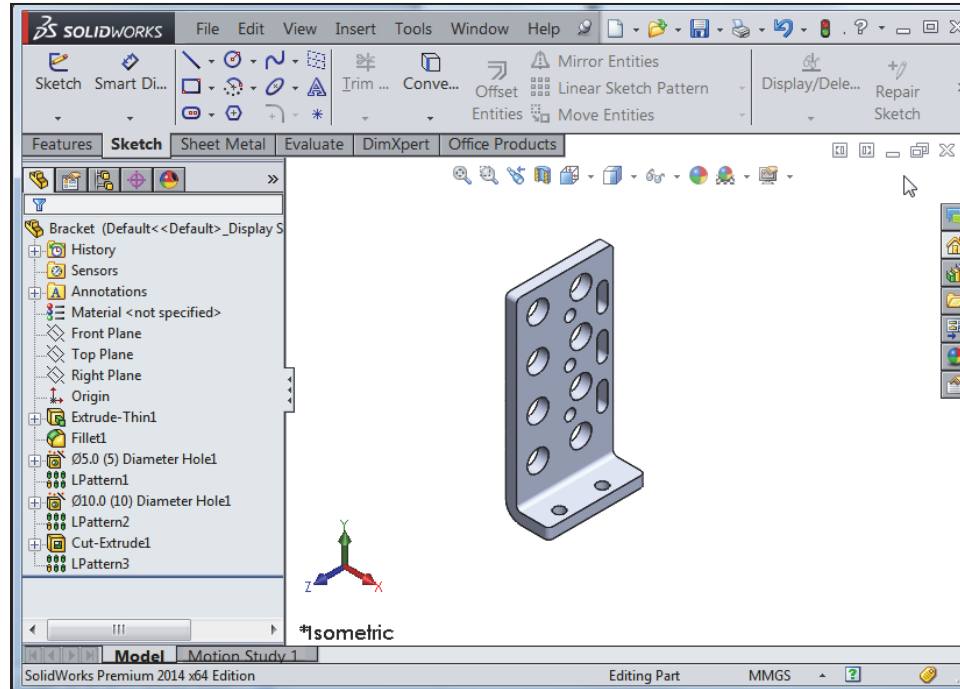 SOLIDWORKS File Edit View Insert Tools Window Help
Sketch Smart Di... Trim ... Conve... Offset Entities Mirror Entities Display/Dele... Repair Sketch
Linear Sketch Pattern
Move Entities
Features Sketch Sheet Metal Evaluate DimXpert Office Products
Bracket (Default<<Default>_Display S
History
Sensors
A Annotations
Material <not specified>
Front Plane
Top Plane
Right Plane
Origin
Extrude-Thin1
Fillet1
Ø5.0 (5) Diameter Hole1
LPattern1
Ø10.0 (10) Diameter Hole1
LPattern2
Cut-Extrude1
LPattern3
Y
Z X
*Isometric
Model Motion Study 1
SolidWorks Premium 2014 x64 Edition Editing Part MMGS